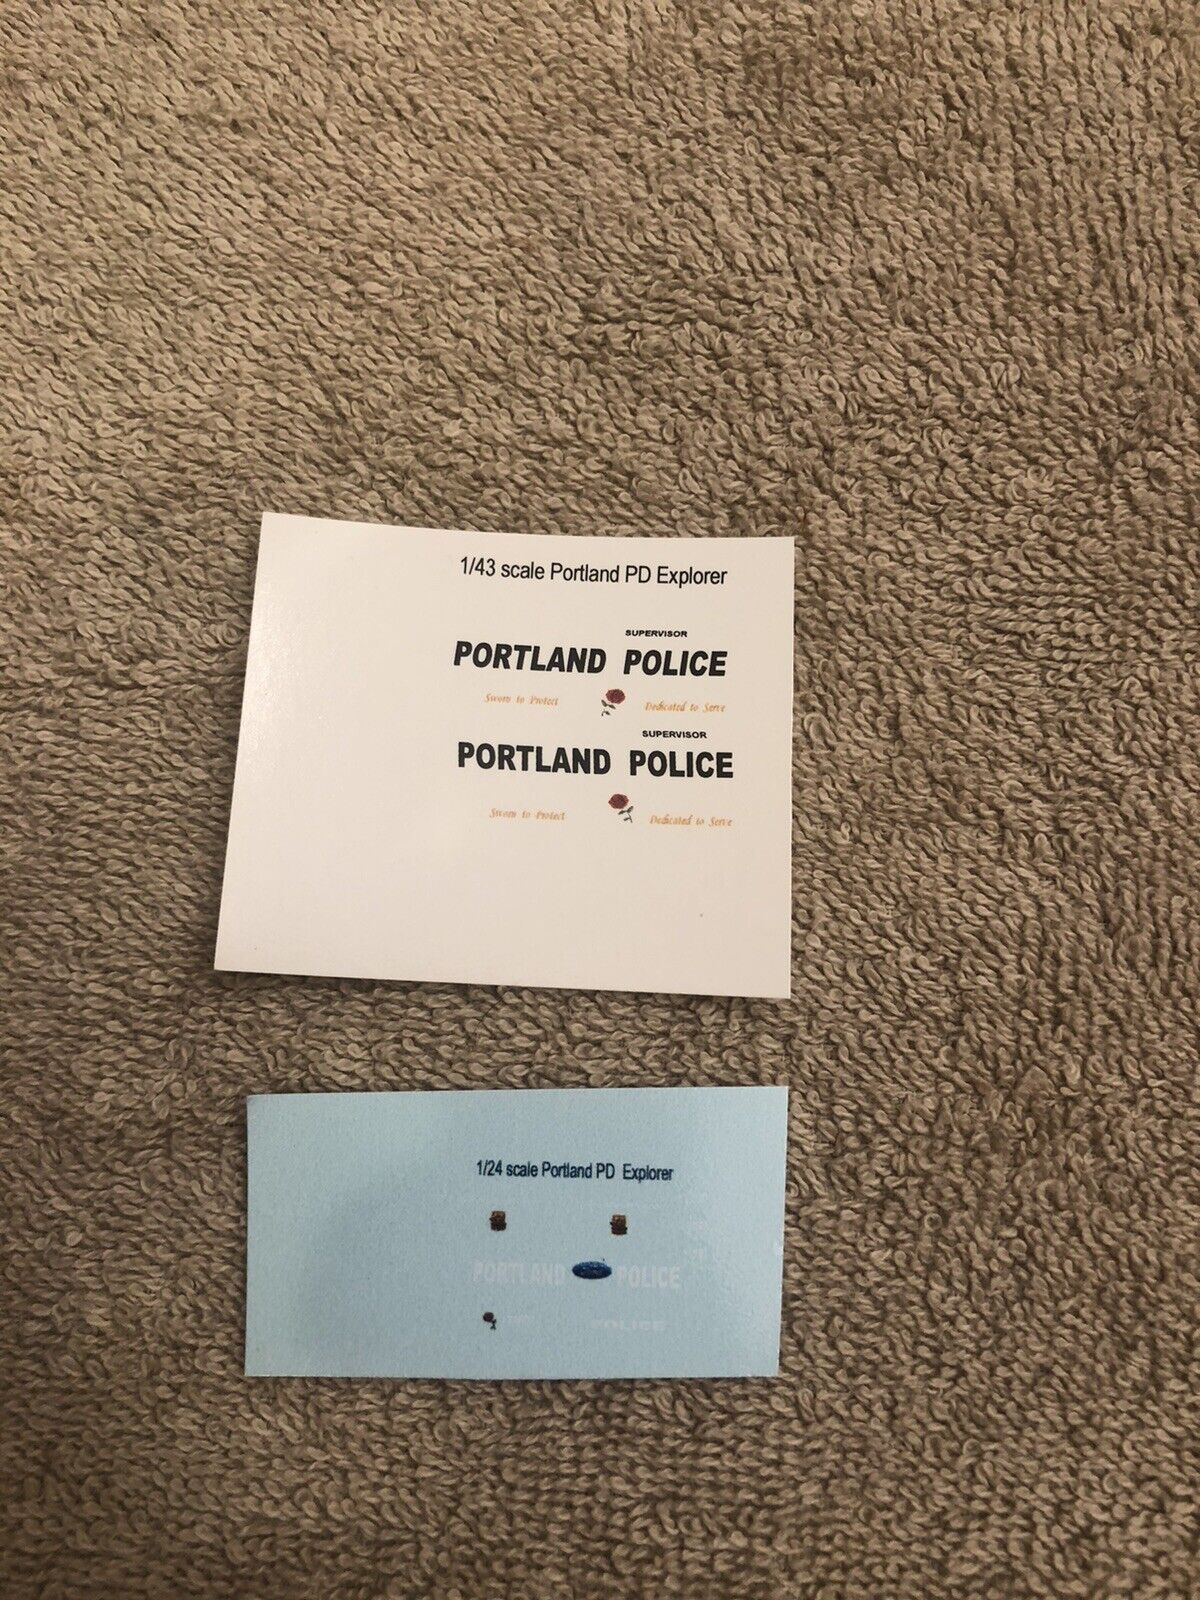 1/43 scale Portland PD Explorer
SUPERVISOR
PORTLAND POLICE
Sworn to Protect Dedicated to Serve
SUPERVISOR
PORTLAND POLICE
Sworn to Protect Dedicated to Serve
1/24 scale Portland PD Explorer
PORTLAND POLICE
POLICE